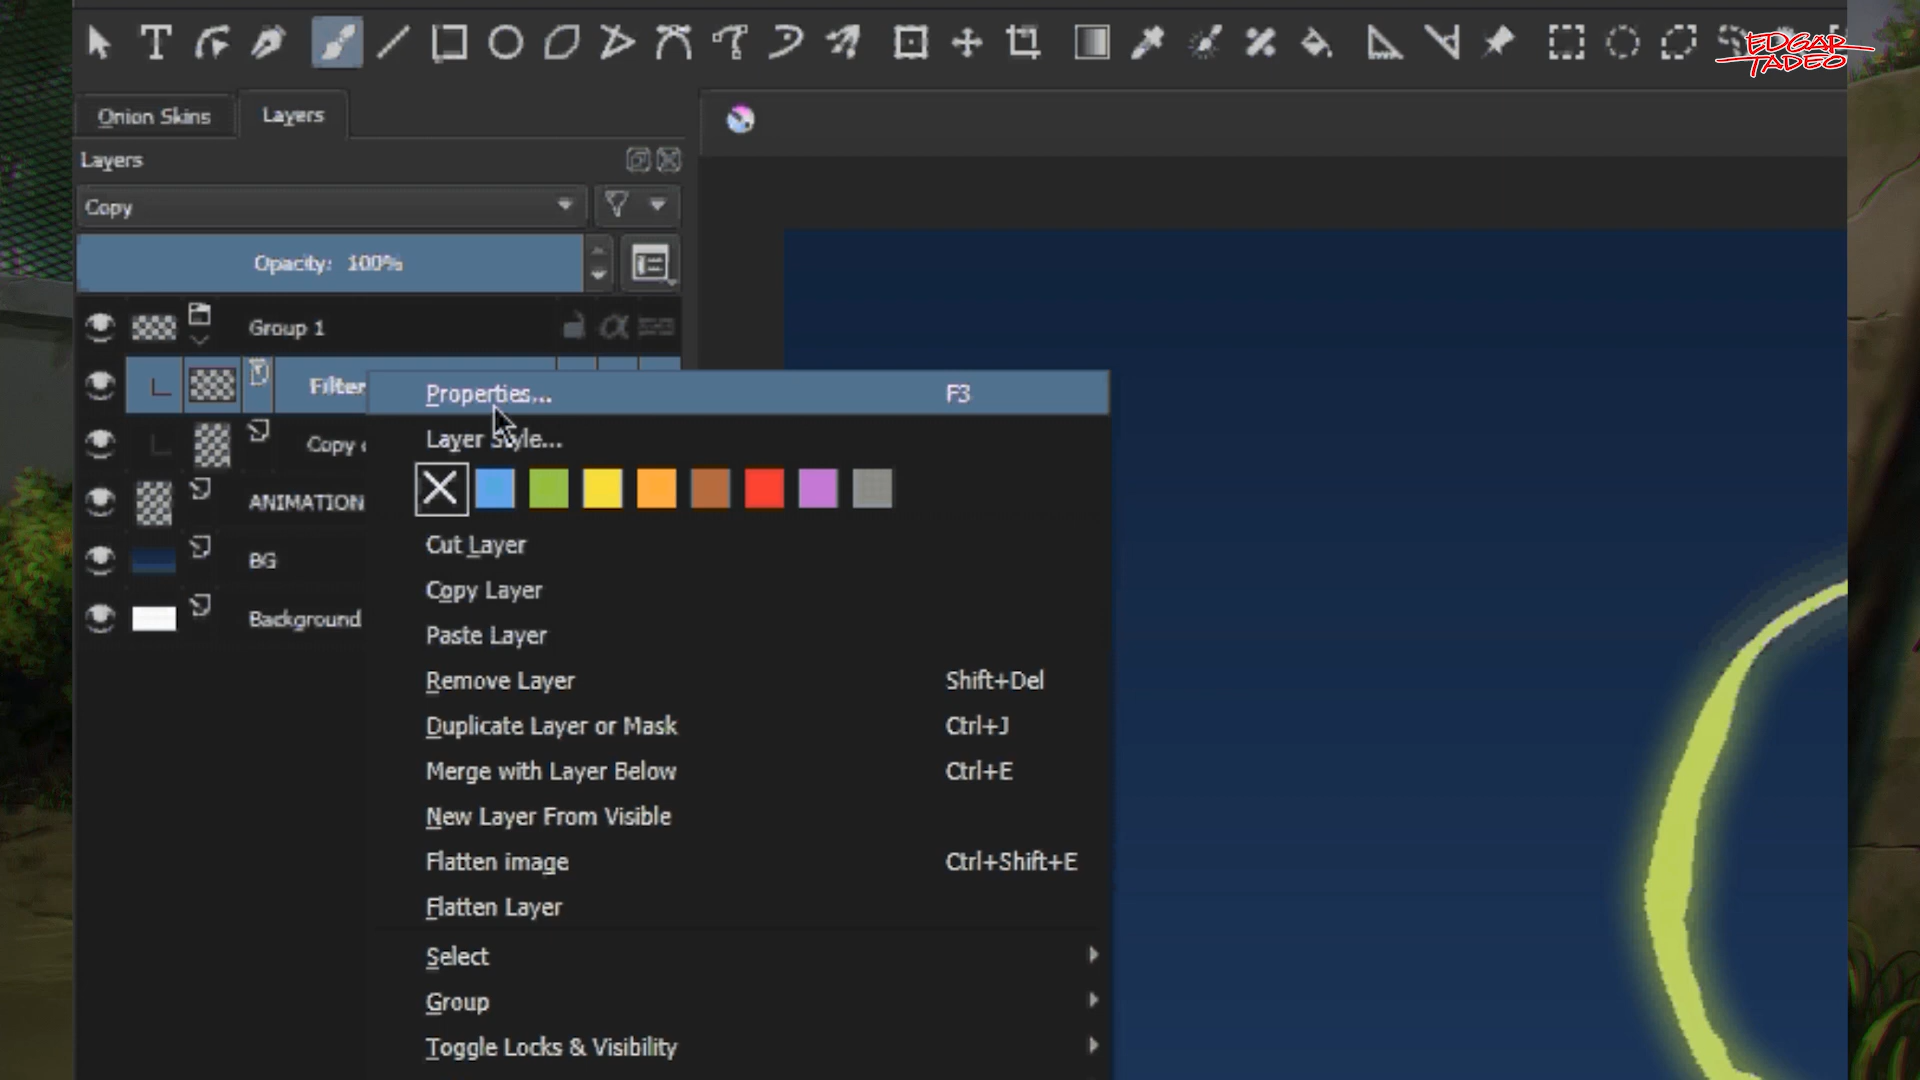 EDGAR
TADEO
Onion Skins
Layers
Layers
Copy
Opacity: 100%
Group 1
Filter
Properties... F3
Layer Style...
Copy
ANIMATION
BG
Background
Cut Layer
Copy Layer
Paste Layer
Remove Layer Shift+Del
Duplicate Layer or Mask Ctrl+J
Merge with Layer Below Ctrl+E
New Layer From Visible
Flatten image Ctrl+Shift+E
Flatten Layer
Select
Group
Toggle Locks & Visibility